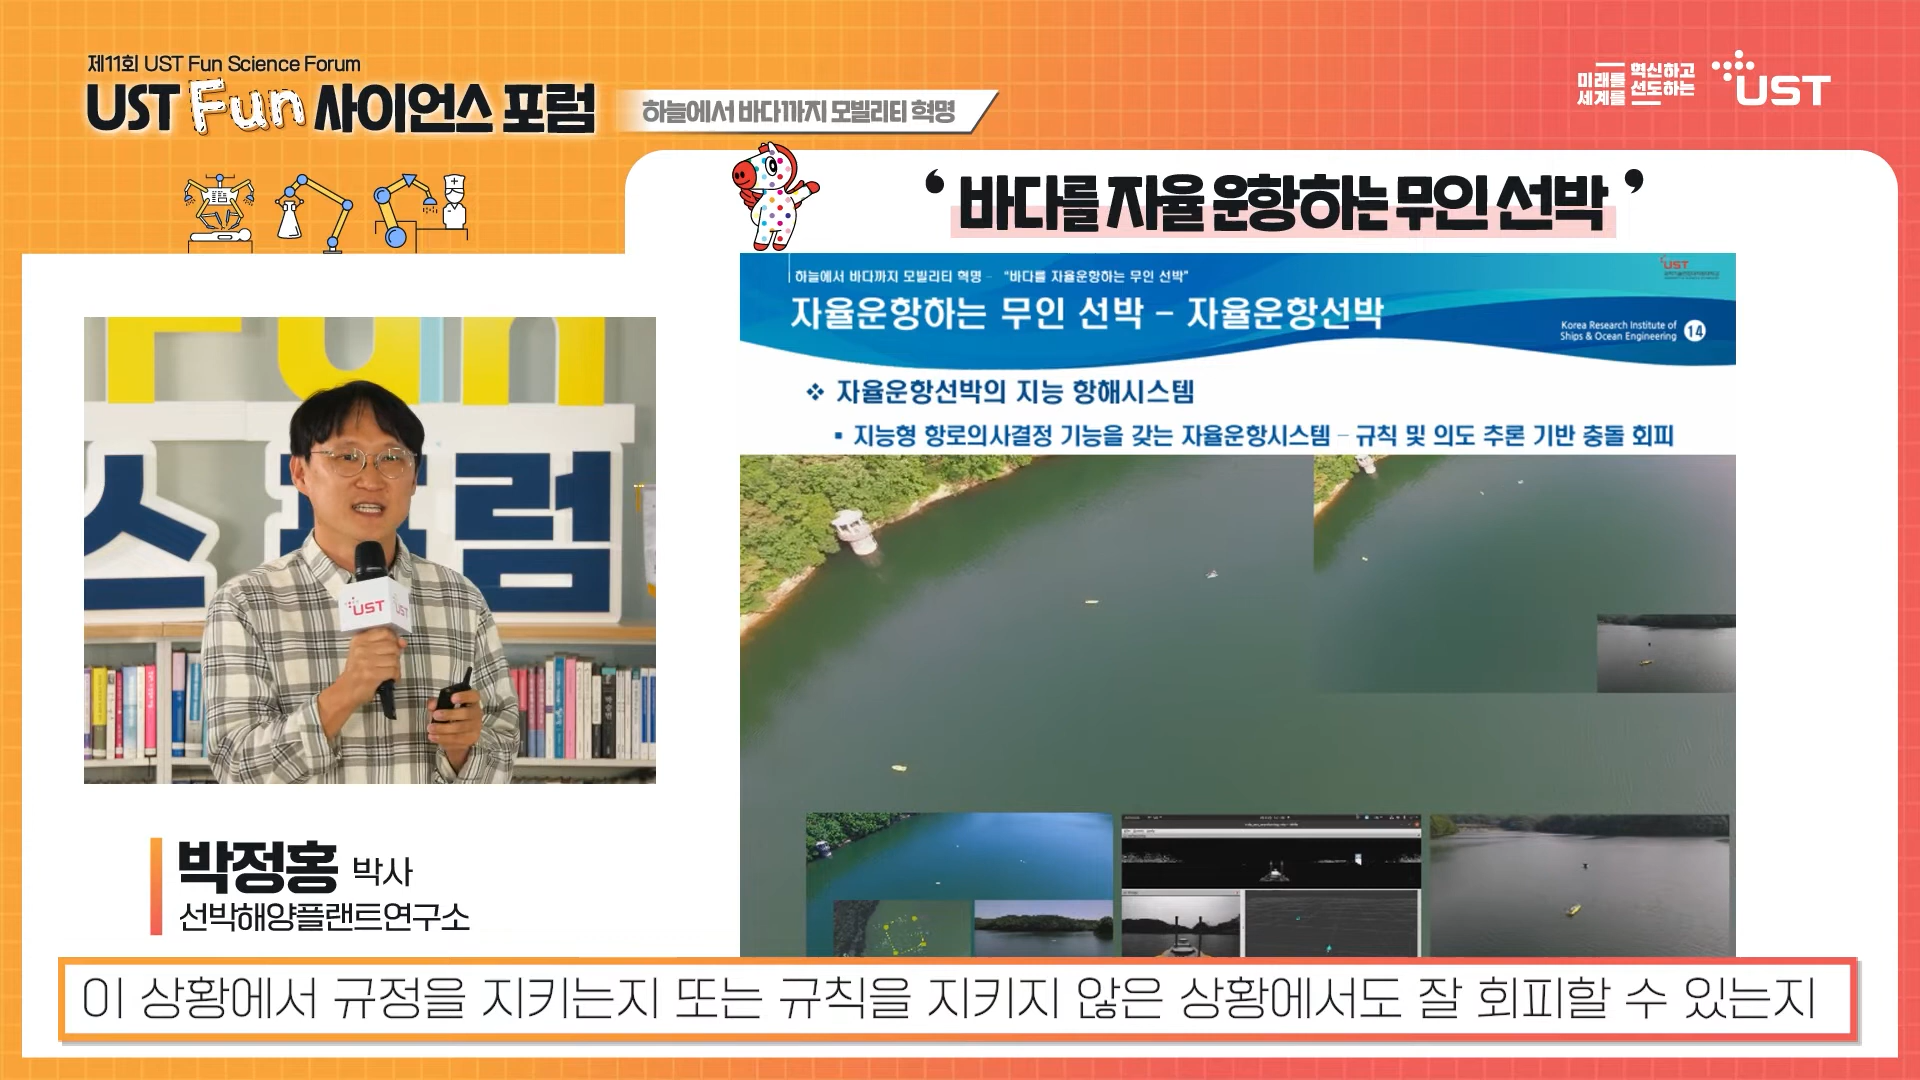 제11회 UST Fun Science Forum
UST Fun 사이언스 포럼
하늘에서 바다까지 모빌리티 혁명
미래를 혁신하고
세계를 선도하는
UST
‘ 바다를 자율 운항하는 무인 선박 ’
하늘에서 바다까지 모빌리티 혁명 - “바다를 자율운항하는 무인 선박”
UST
자율운항하는 무인 선박 - 자율운항선박
Korea Research Institute of
Ships & Ocean Engineering
14
❖ 자율운항선박의 지능 항해시스템
▪ 지능형 항로의사결정 기능을 갖는 자율운항시스템 - 규칙 및 의도 추론 기반 충돌 회피
Fun
스 포럼
UST UST
박정홍 박사
선박해양플랜트연구소
이 상황에서 규정을 지키는지 또는 규칙을 지키지 않은 상황에서도 잘 회피할 수 있는지